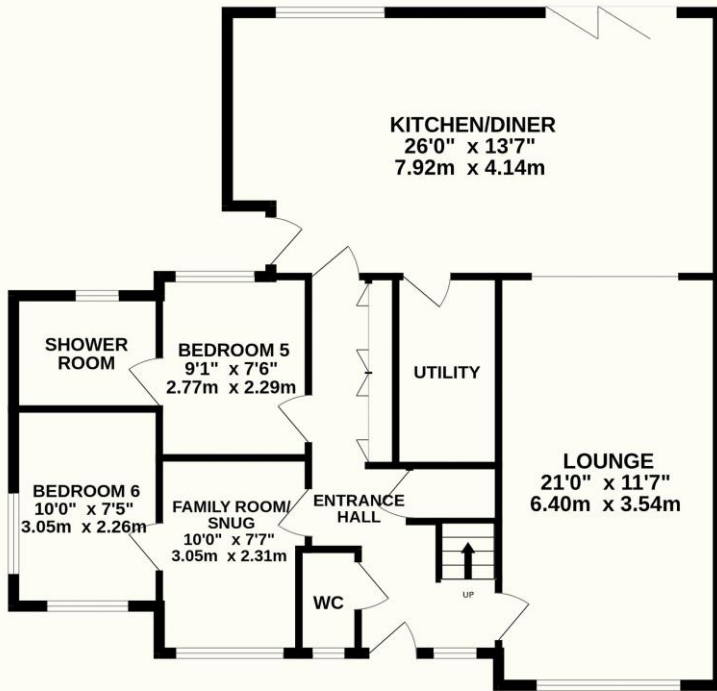 KITCHEN/DINER
26'0" x 13'7"
7.92m x 4.14m
SHOWER
ROOM
BEDROOM 5
9'1" x 7'6"
2.77m x 2.29m
UTILITY
BEDROOM 6
10'0" x 7'5"
3.05m x 2.26m
FAMILY ROOM/
SNUG
10'0" x 7'7"
3.05m x 2.31m
ENTRANCE
HALL
LOUNGE
21'0" x 11'7"
6.40m x 3.54m
WC
UP